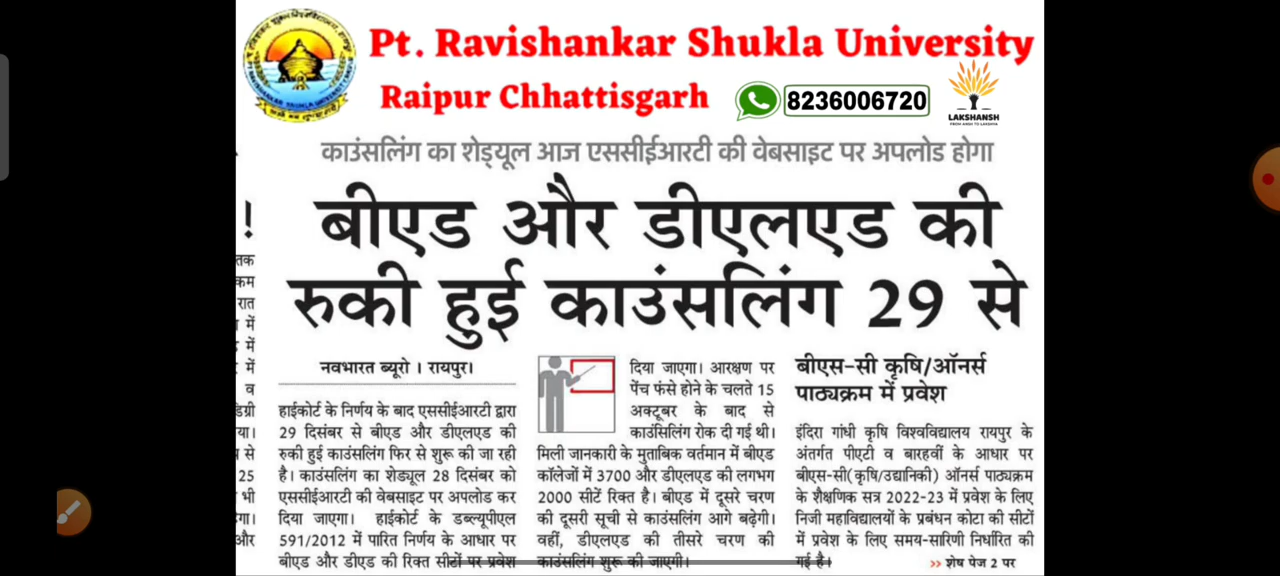 Pt. Ravishankar Shukla University
Raipur Chhattisgarh
8236006720
LAKSHANSH
काउंसलिंग का शेड्यूल आज एससीईआरटी की वेबसाइट पर अपलोड होगा
बीएड और डीएलएड की
रुकी हुई काउंसलिंग 29 से
!
तक
कम
रात
में
में
में
व
डिग्री
या।
से
25
भी
गा।
और
नवभारत ब्यूरो । रायपुर।
हाईकोर्ट के निर्णय के बाद एससीईआरटी द्वारा
29 दिसंबर से बीएड और डीएलएड की
रुकी हुई काउंसलिंग फिर से शुरू की जा रही
है। काउंसलिंग का शेड्यूल 28 दिसंबर को
एससीईआरटी की वेबसाइट पर अपलोड कर
दिया जाएगा। हाईकोर्ट के डब्ल्यूपीएल
591/2012 में पारित निर्णय के आधार पर
बीएड और डीएड की रिक्त सीटों पर प्रवेश
दिया जाएगा। आरक्षण पर
पेंच फंसे होने के चलते 15
अक्टूबर के बाद से
काउंसिलिंग रोक दी गई थी।
मिली जानकारी के मुताबिक वर्तमान में बीएड
कॉलेजों में 3700 और डीएलएड की लगभग
2000 सीटें रिक्त है। बीएड में दूसरे चरण
की दूसरी सूची से काउंसलिंग आगे बढ़ेगी।
वहीं, डीएलएड की तीसरे चरण की
काउंसलिंग शुरू की जाएगी।
बीएस-सी कृषि/ऑनर्स
पाठ्यक्रम में प्रवेश
इंदिरा गांधी कृषि विश्वविद्यालय रायपुर के
अंतर्गत पीएटी व बारहवीं के आधार पर
बीएस-सी(कृषि/उद्यानिकी) ऑनर्स पाठ्यक्रम
के शैक्षणिक सत्र 2022-23 में प्रवेश के लिए
निजी महाविद्यालयों के प्रबंधन कोटा की सीटों
में प्रवेश के लिए समय-सारिणी निर्धारित की
गई है।
>> शेष पेज 2 पर